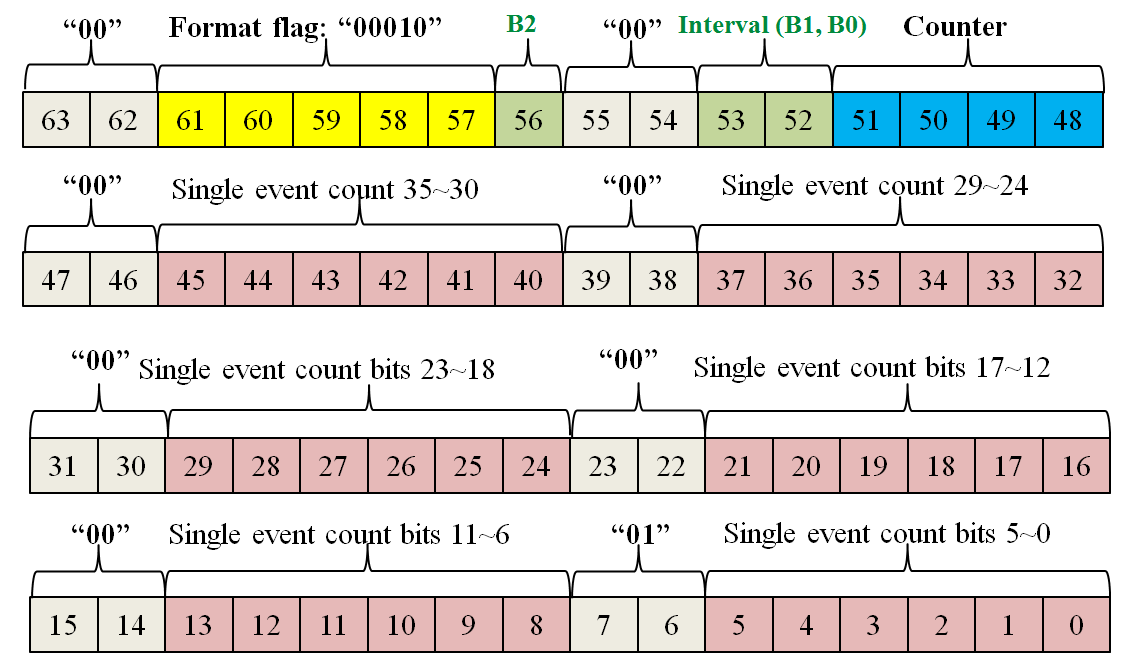 “00” Format flag: “00010” B2 “00” Interval (B1, B0) Counter
63 62 61 60 59 58 57 56 55 54 53 52 51 50 49 48
“00” Single event count 35~30 “00” Single event count 29~24
47 46 45 44 43 42 41 40 39 38 37 36 35 34 33 32
“00” Single event count bits 23~18 “00” Single event count bits 17~12
31 30 29 28 27 26 25 24 23 22 21 20 19 18 17 16
“00” Single event count bits 11~6 “01” Single event count bits 5~0
15 14 13 12 11 10 9 8 7 6 5 4 3 2 1 0